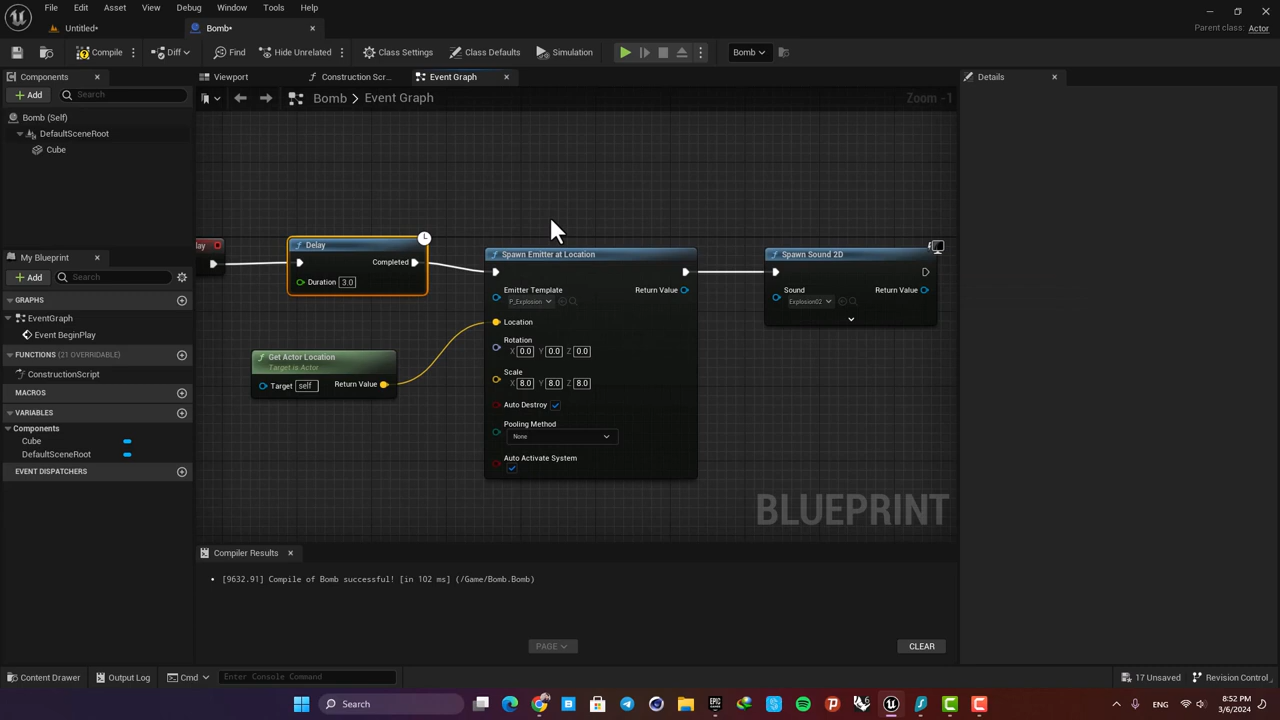 File Edit Asset View Debug Window Tools Help
Untitled* Bomb*
Parent class: Actor
Compile Diff Find Hide Unrelated Class Settings Class Defaults Simulation Bomb
Components Viewport Construction Scr... Event Graph Details
Add Search Bomb Event Graph Zoom -1
Bomb (Self)
DefaultSceneRoot
Cube
lay Delay Spawn Emitter at Location Spawn Sound 2D
Completed
Duration 3.0 Emitter Template Return Value Sound Return Value
P_Explosion Explosion02
My Blueprint
Add Search
GRAPHS
EventGraph Location
Event BeginPlay Rotation
FUNCTIONS (21 OVERRIDABLE) Get Actor Location X 0.0 Y 0.0 Z 0.0
Target is Actor
ConstructionScript Target self Return Value Scale
MACROS X 8.0 Y 8.0 Z 8.0
VARIABLES Auto Destroy
Components Pooling Method
Cube None
DefaultSceneRoot Auto Activate System
EVENT DISPATCHERS
BLUEPRINT
Compiler Results
[9632.91] Compile of Bomb successful! [in 102 ms] (/Game/Bomb.Bomb)
PAGE CLEAR
Content Drawer Output Log Cmd Enter Console Command 17 Unsaved Revision Control
Search ENG 8:52 PM
3/6/2024